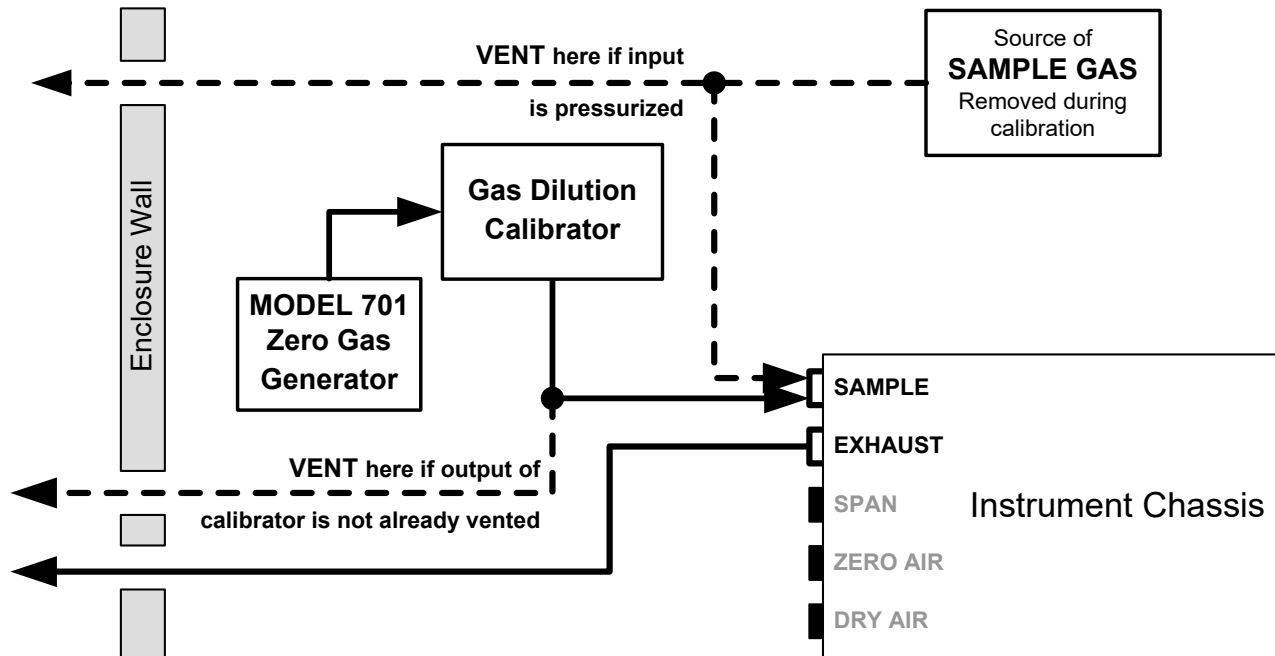 VENT here if input
is pressurized
Source of
SAMPLE GAS
Removed during
calibration
Enclosure Wall
Gas Dilution
Calibrator
MODEL 701
Zero Gas
Generator
SAMPLE
EXHAUST
VENT here if output of
calibrator is not already vented
SPAN
Instrument Chassis
ZERO AIR
DRY AIR